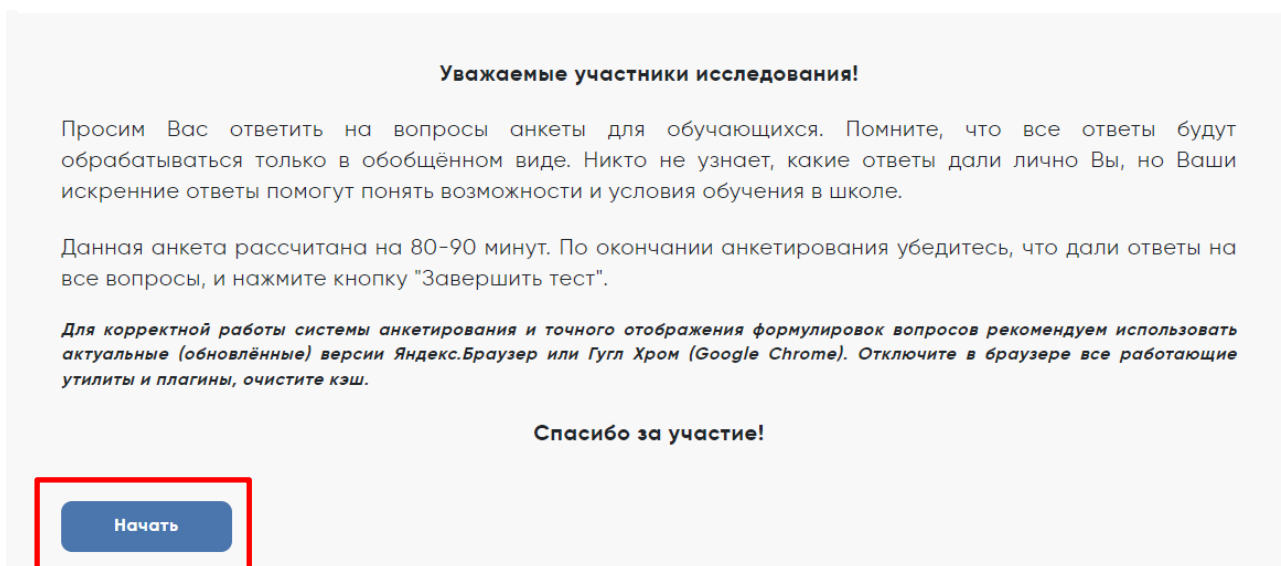 Уважаемые участники исследования!
Просим Вас ответить на вопросы анкеты для обучающихся. Помните, что все ответы будут
обрабатываться только в обобщённом виде. Никто не узнает, какие ответы дали лично Вы, но Ваши
искренние ответы помогут понять возможности и условия обучения в школе.
Данная анкета рассчитана на 80-90 минут. По окончании анкетирования убедитесь, что дали ответы на
все вопросы, и нажмите кнопку "Завершить тест".
Для корректной работы системы анкетирования и точного отображения формулировок вопросов рекомендуем использовать
актуальные (обновлённые) версии Яндекс.Браузер или Гугл Хром (Google Chrome). Отключите в браузере все работающие
утилиты и плагины, очистите кэш.
Спасибо за участие!
Начать